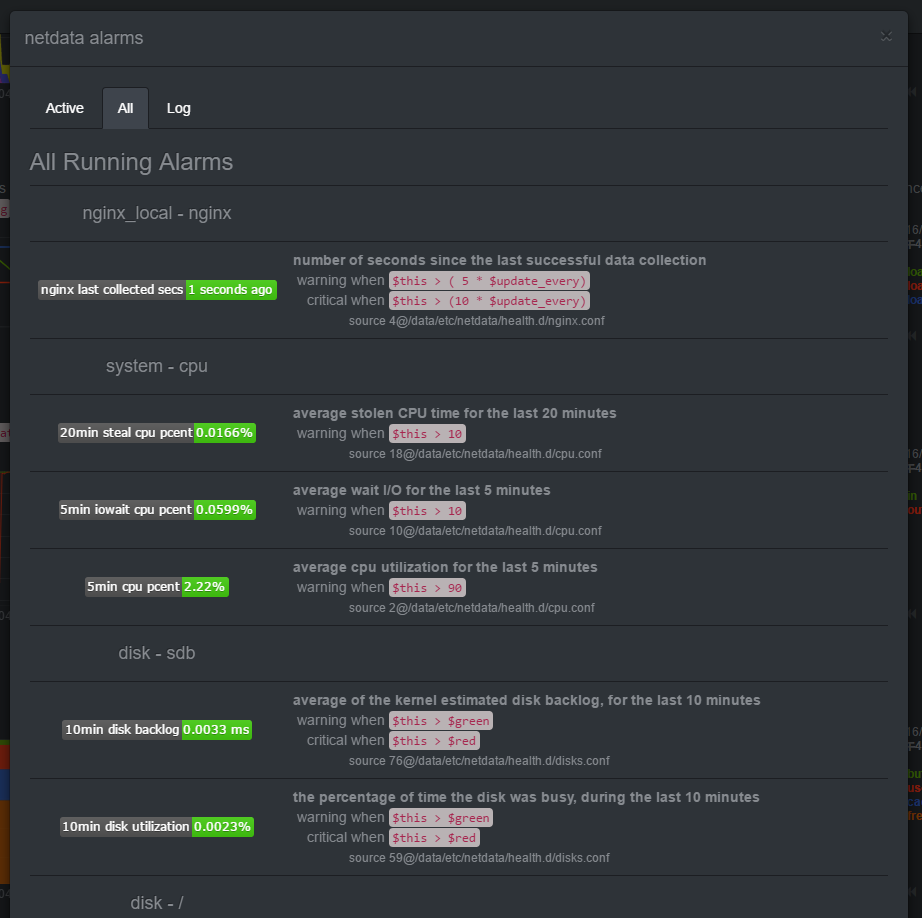 netdata alarms ×
Active All Log
All Running Alarms
nginx_local - nginx
number of seconds since the last successful data collection
nginx last collected secs 1 seconds ago
warning when $this > ( 5 * $update_every)
critical when $this > (10 * $update_every)
source 4@/data/etc/netdata/health.d/nginx.conf
system - cpu
average stolen CPU time for the last 20 minutes
20min steal cpu pcent 0.0166%
warning when $this > 10
source 18@/data/etc/netdata/health.d/cpu.conf
average wait I/O for the last 5 minutes
5min iowait cpu pcent 0.0599%
warning when $this > 10
source 10@/data/etc/netdata/health.d/cpu.conf
average cpu utilization for the last 5 minutes
5min cpu pcent 2.22%
warning when $this > 90
source 2@/data/etc/netdata/health.d/cpu.conf
disk - sdb
average of the kernel estimated disk backlog, for the last 10 minutes
10min disk backlog 0.0033 ms
warning when $this > $green
critical when $this > $red
source 76@/data/etc/netdata/health.d/disks.conf
the percentage of time the disk was busy, during the last 10 minutes
10min disk utilization 0.0023%
warning when $this > $green
critical when $this > $red
source 59@/data/etc/netdata/health.d/disks.conf
disk - /